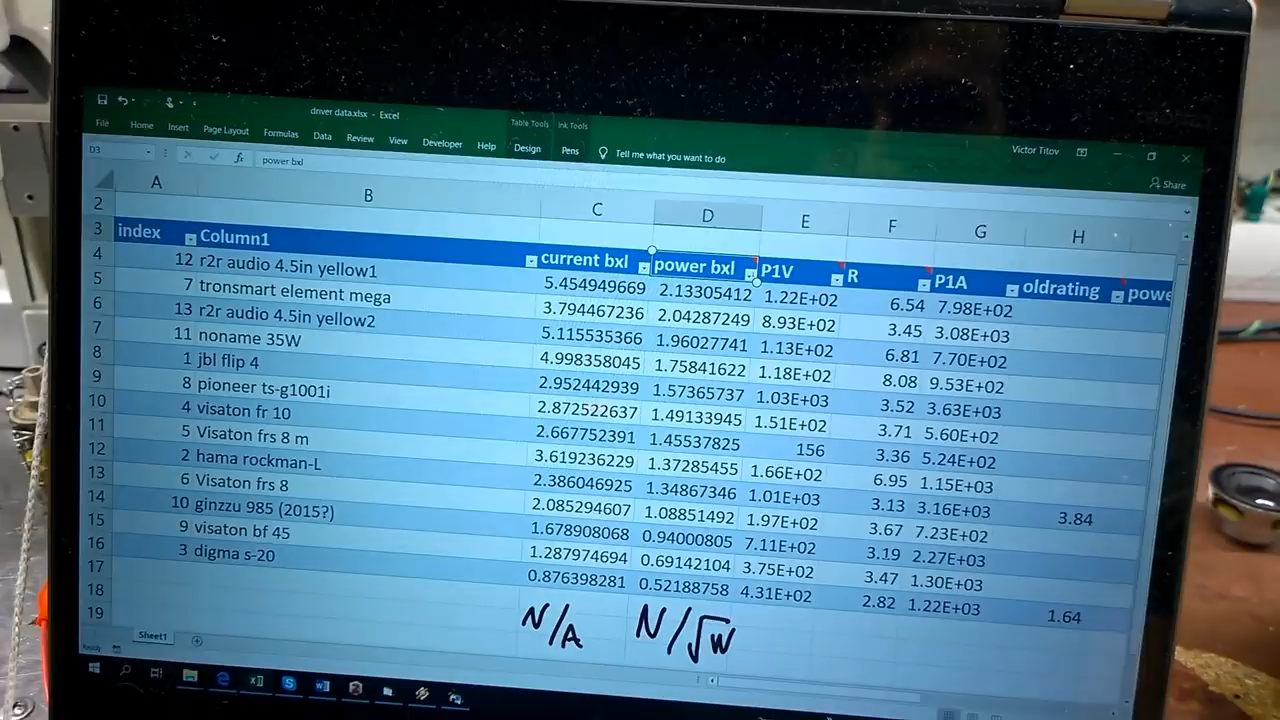 driver data.xlsx - Excel
Table Tools Ink Tools
Victor Titov
File Home Insert Page Layout Formulas Data Review View Developer Help Design Pens Tell me what you want to do
Share
D3 fx power bxl
A B C D E F G H
2
3 index Column1 current bxl power bxl P1V R P1A oldrating powe
4 12 r2r audio 4.5in yellow1 5.454949669 2.13305412 1.22E+02 6.54 7.98E+02
5 7 tronsmart element mega 3.794467236 2.04287249 8.93E+02 3.45 3.08E+03
6 13 r2r audio 4.5in yellow2 5.115535366 1.96027741 1.13E+02 6.81 7.70E+02
7 11 noname 35W 4.998358045 1.75841622 1.18E+02 8.08 9.53E+02
8 1 jbl flip 4 2.952442939 1.57365737 1.03E+03 3.52 3.63E+03
9 8 pioneer ts-g1001i 2.872522637 1.49133945 1.51E+02 3.71 5.60E+02
10 4 visaton fr 10 2.667752391 1.45537825 156 3.36 5.24E+02
11 5 Visaton frs 8 m 3.619236229 1.37285455 1.66E+02 6.95 1.15E+03
12 2 hama rockman-L 2.386046925 1.34867346 1.01E+03 3.13 3.16E+03 3.84
13 6 Visaton frs 8 2.085294607 1.08851492 1.97E+02 3.67 7.23E+02
14 10 ginzzu 985 (2015?) 1.678908068 0.94000805 7.11E+02 3.19 2.27E+03
15 9 visaton bf 45 1.287974694 0.69142104 3.75E+02 3.47 1.30E+03
16 3 digma s-20 0.876398281 0.52188758 4.31E+02 2.82 1.22E+03 1.64
17
18
19
N/A N/√W
Sheet1